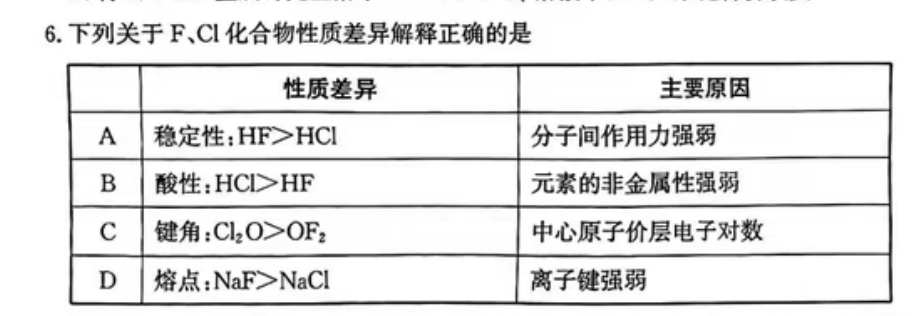 6.下列关于F、Cl化合物性质差异解释正确的是
性质差异 主要原因
A 稳定性:HF>HCl 分子间作用力强弱
B 酸性:HCl>HF 元素的非金属性强弱
C 键角:Cl₂O>OF₂ 中心原子价层电子对数
D 熔点:NaF>NaCl 离子键强弱